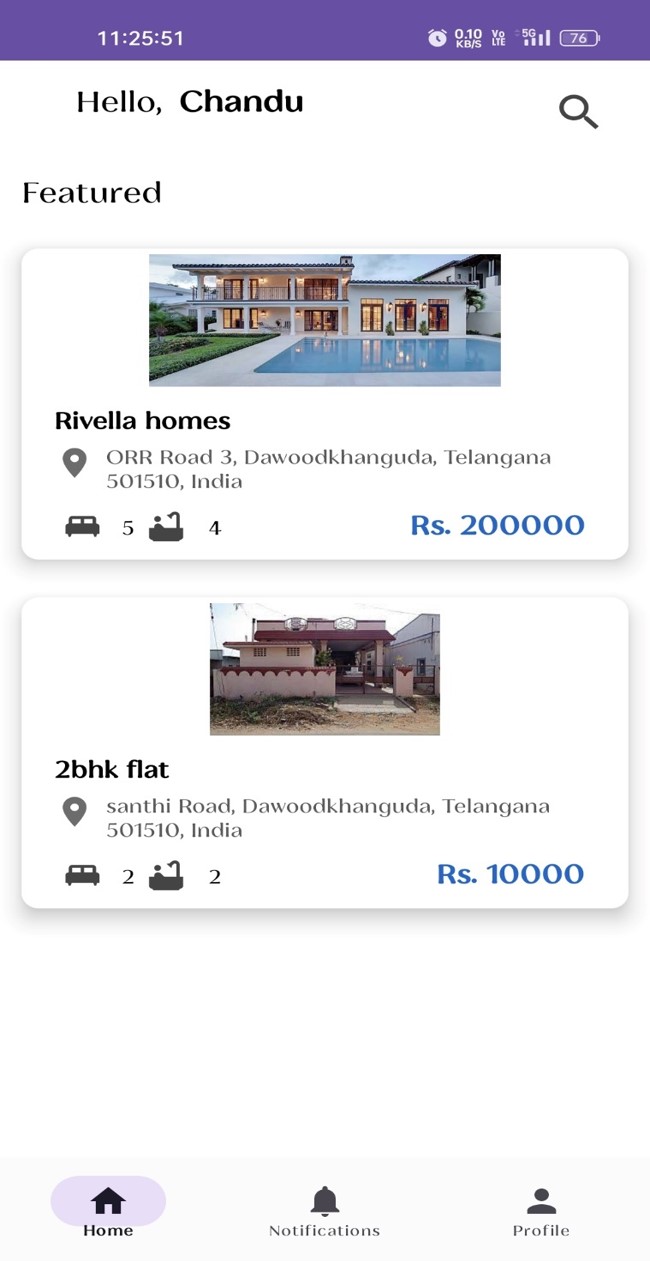 11:25:51
0.10 KB/S Vo LTE 5G 76
Hello, Chandu
Featured
Rivella homes
ORR Road 3, Dawoodkhanguda, Telangana
501510, India
5 4 Rs. 200000
2bhk flat
santhi Road, Dawoodkhanguda, Telangana
501510, India
2 2 Rs. 10000
Home Notifications Profile